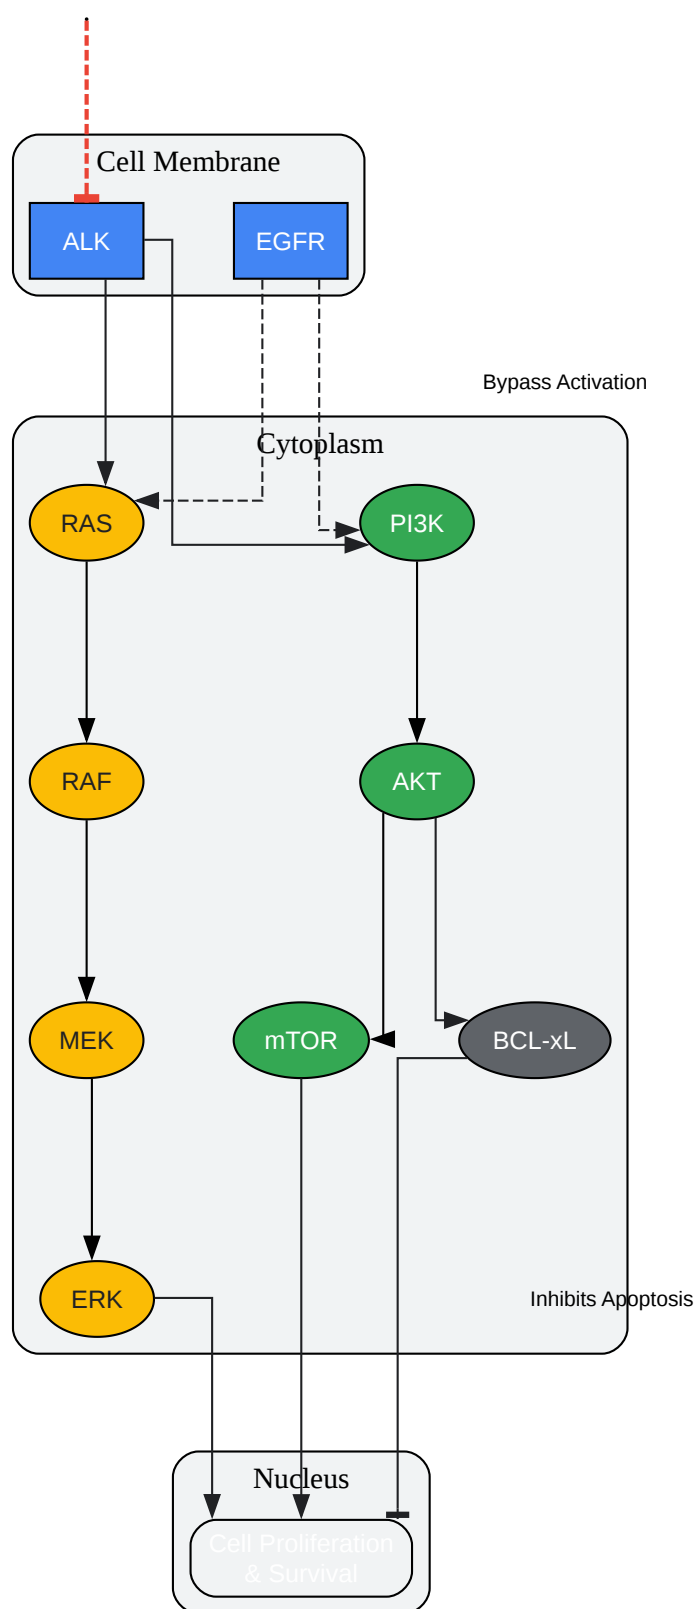 Cell Membrane
ALK
EGFR
Bypass Activation
Cytoplasm
RAS
PI3K
RAF
AKT
MEK
mTOR
BCL-xL
ERK
Inhibits Apoptosis
Nucleus
Cell Proliferation
& Survival